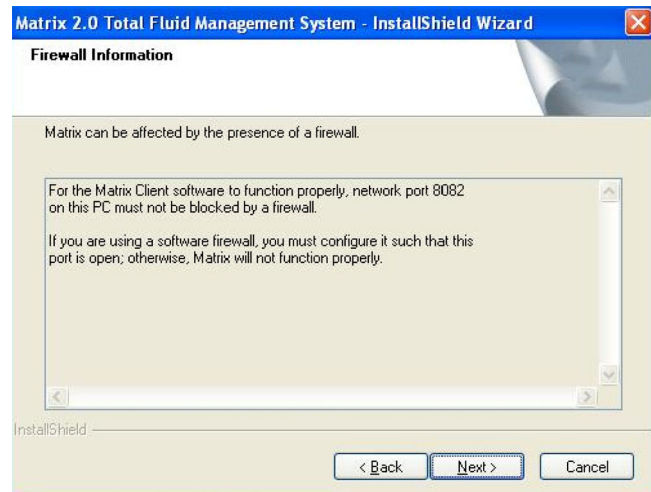 Matrix 2.0 Total Fluid Management System - InstallShield Wizard
Firewall Information
Matrix can be affected by the presence of a firewall.
For the Matrix Client software to function properly, network port 8082
on this PC must not be blocked by a firewall.
If you are using a software firewall, you must configure it such that this
port is open; otherwise, Matrix will not function properly.
InstallShield
< Back Next > Cancel